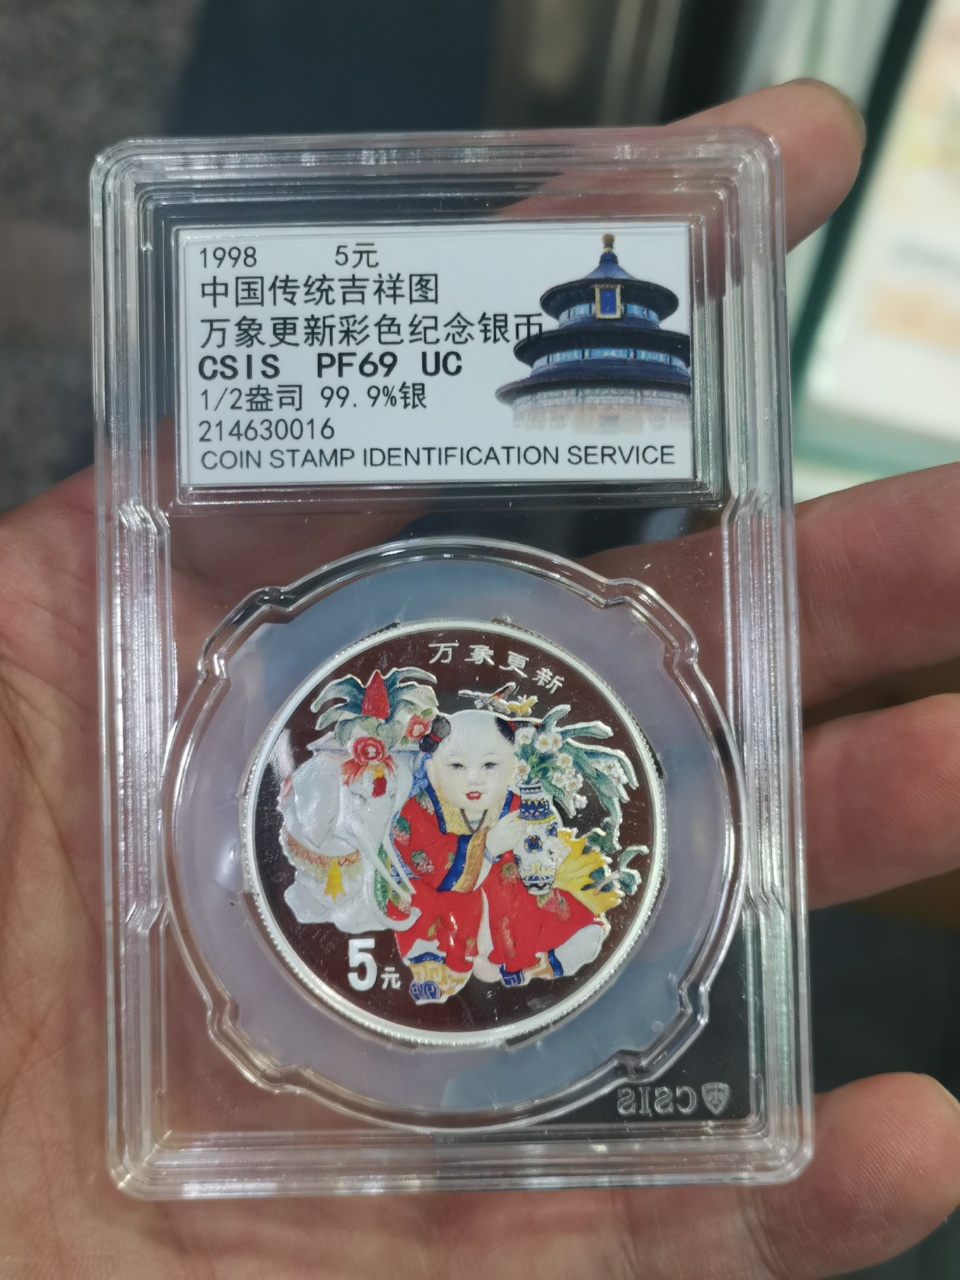 1998 5元
中国传统吉祥图
万象更新彩色纪念银币
CSIS PF69 UC
1/2盎司 99.9%银
214630016
COIN STAMP IDENTIFICATION SERVICE
万象更新
5元
CSIS